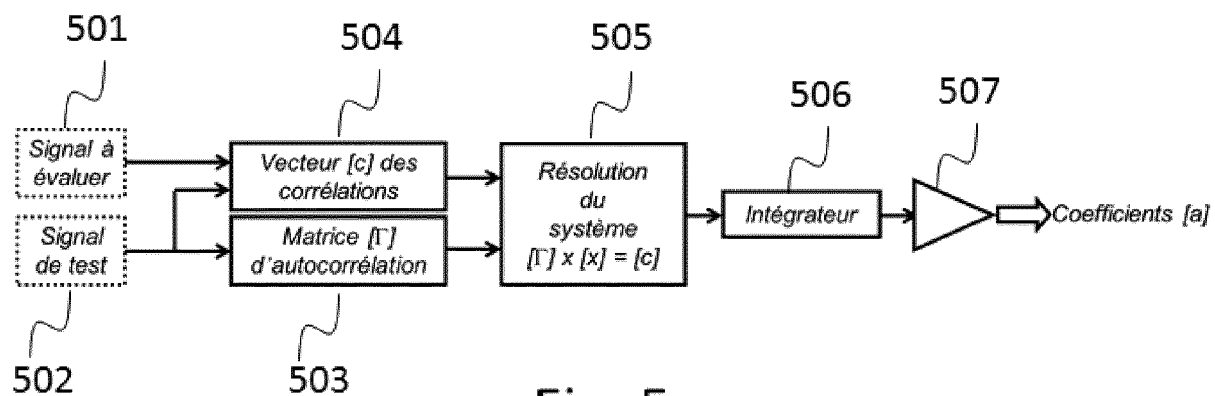 501
504
505
506
507
Signal à
évaluer
Vecteur [c] des
corrélations
Résolution
du
système
[Γ] x [x] = [c]
Intégrateur
Coefficients [a]
Signal
de test
Matrice [Γ]
d'autocorrélation
502
503